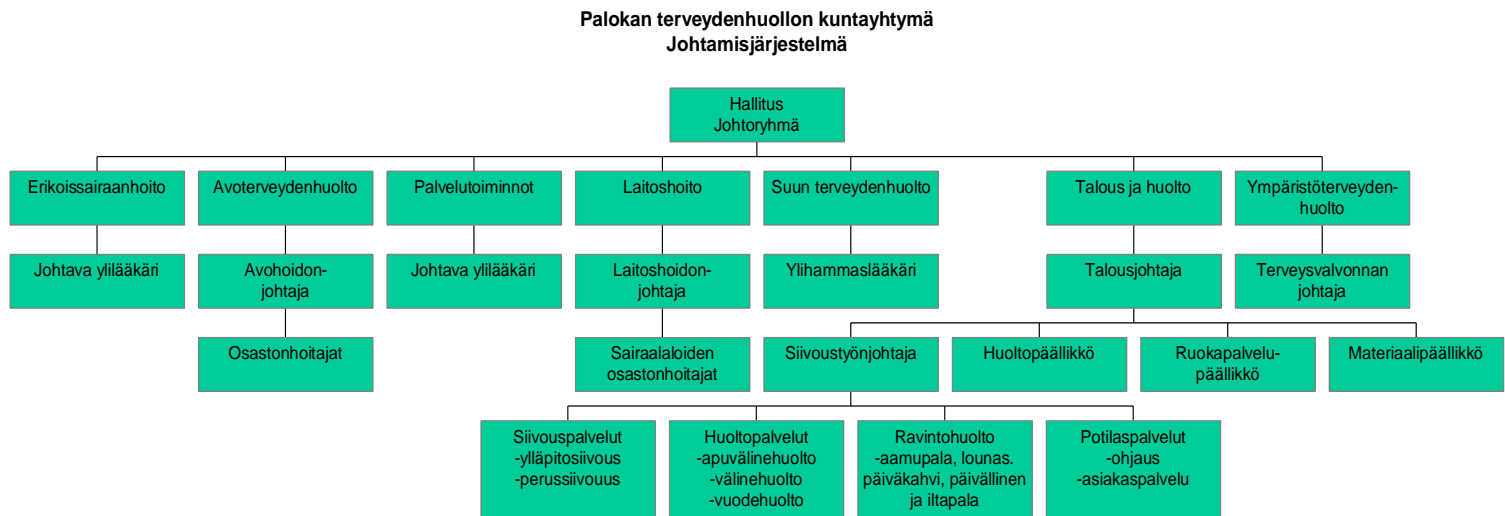 Palokan terveydenhuollon kuntayhtymä
Johtamisjärjestelmä
Hallitus
Johtoryhmä
Erikoissairaanhoito
Avoterveydenhuolto
Palvelutoiminnot
Laitoshoito
Suun terveydenhuolto
Talous ja huolto
Ympäristöterveyden-
huolto
Johtava ylilääkäri
Avohoidon-
johtaja
Johtava ylilääkäri
Laitoshoidon-
johtaja
Ylihammaslääkäri
Talousjohtaja
Terveysvalvonnan
johtaja
Osastonhoitajat
Sairaalaloiden
osastonhoitajat
Siivoustyönjohtaja
Huoltopäällikkö
Ruokapalvelu-
päällikkö
Materiaalipäällikkö
Siivouspalvelut
-ylläpitosiivous
-perussiivouus
Huoltopalvelut
-apuvälinehuolto
-välinehuolto
-vuodehuolto
Ravintohuolto
-aamupala, lounas.
päiväkahvi, päivällinen
ja iltapala
Potilaspalvelut
-ohjaus
-asiakaspalvelu